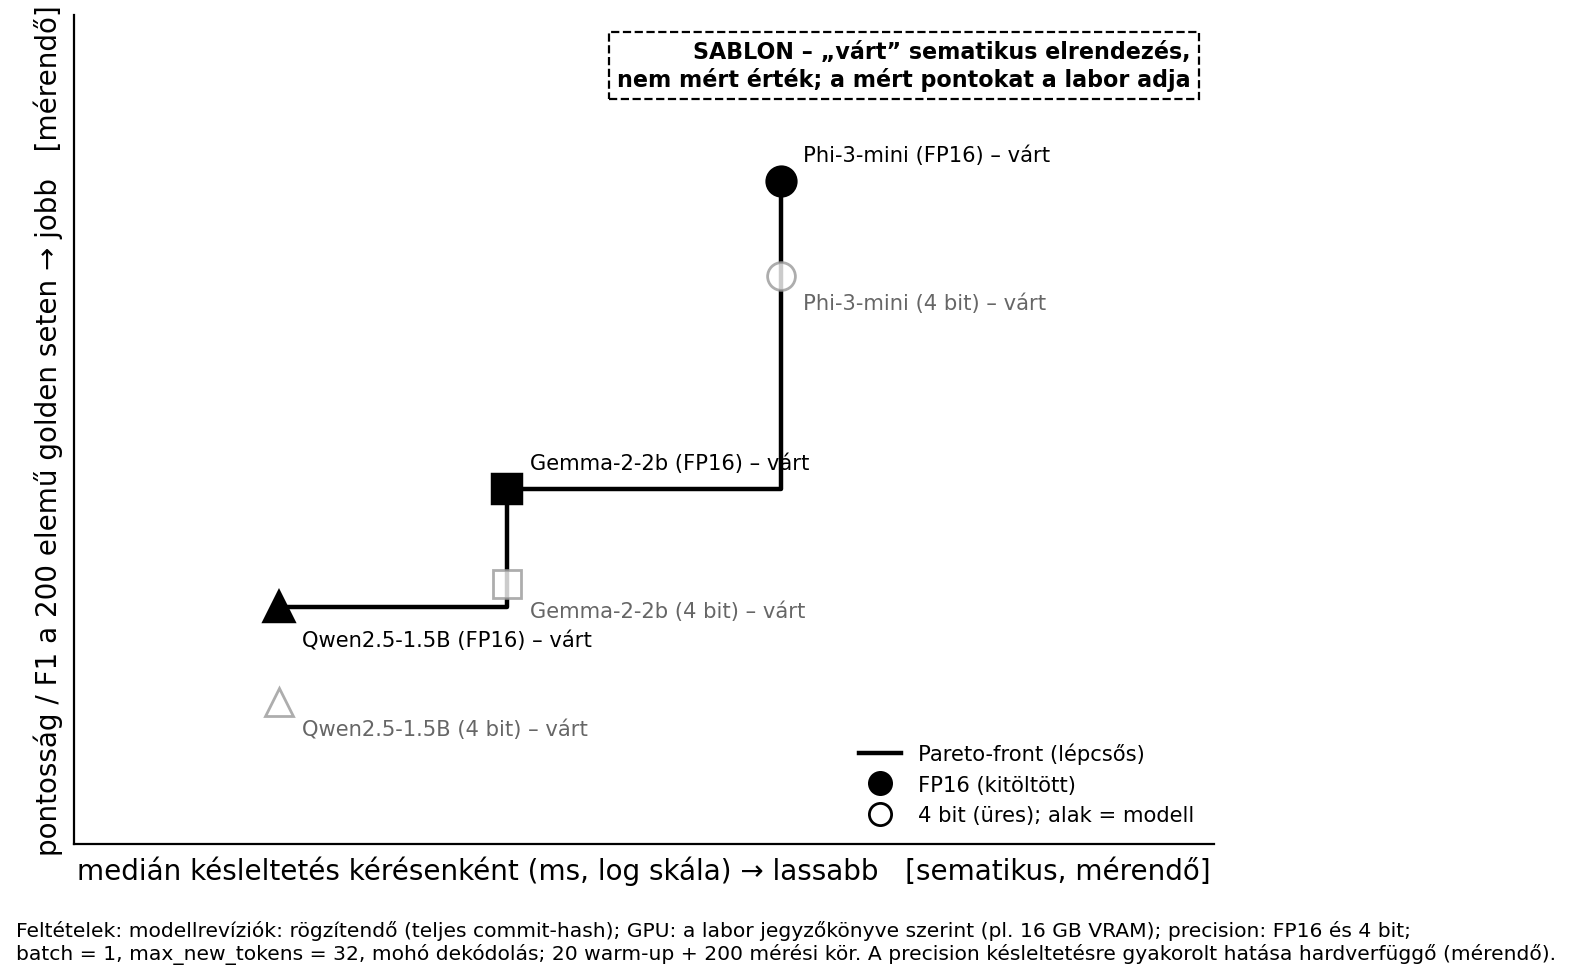 SABLON – „várt” sematikus elrendezés,
nem mért érték; a mért pontokat a labor adja
pontosság / F1 a 200 elemű golden seten → jobb [mérendő]
Phi-3-mini (FP16) – várt
Phi-3-mini (4 bit) – várt
Gemma-2-2b (FP16) – várt
Gemma-2-2b (4 bit) – várt
Qwen2.5-1.5B (FP16) – várt
Qwen2.5-1.5B (4 bit) – várt
Pareto-front (lépcsős)
FP16 (kitöltött)
4 bit (üres); alak = modell
medián késleltetés kérésenként (ms, log skála) → lassabb [sematikus, mérendő]
Feltételek: modellrevíziók: rögzítendő (teljes commit-hash); GPU: a labor jegyzőkönyve szerint (pl. 16 GB VRAM); precision: FP16 és 4 bit;
batch = 1, max_new_tokens = 32, mohó dekódolás; 20 warm-up + 200 mérési kör. A precision késleltetésre gyakorolt hatása hardverfüggő (mérendő).